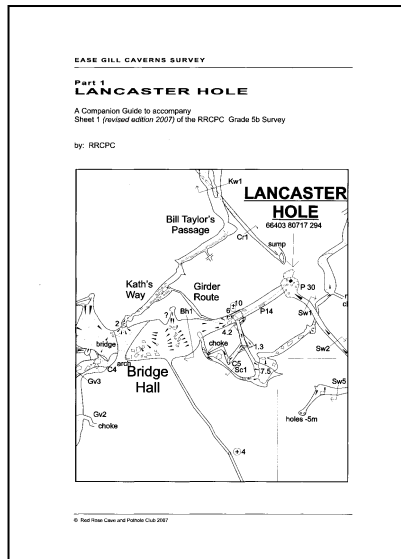 EASE GILL CAVERNS SURVEY
Part 1
LANCASTER HOLE
A Companion Guide to accompany
Sheet 1 (revised edition 2007) of the RRCPC Grade 5b Survey
by: RRCPC
Kw1
LANCASTER
HOLE
66403 80717 294
Bill Taylor's
Passage
Cr1
sump
Kath's
Way
Girder
Route
P 30
10
6
P14
Sw1
2
?
Bh1
4.2
bridge
choke
1.3
Sw2
C4
arch
C5
Sc1
7.5
Gv3
Bridge
Hall
Sw5
Gv2
choke
holes -5m
4
© Red Rose Cave and Pothole Club 2007